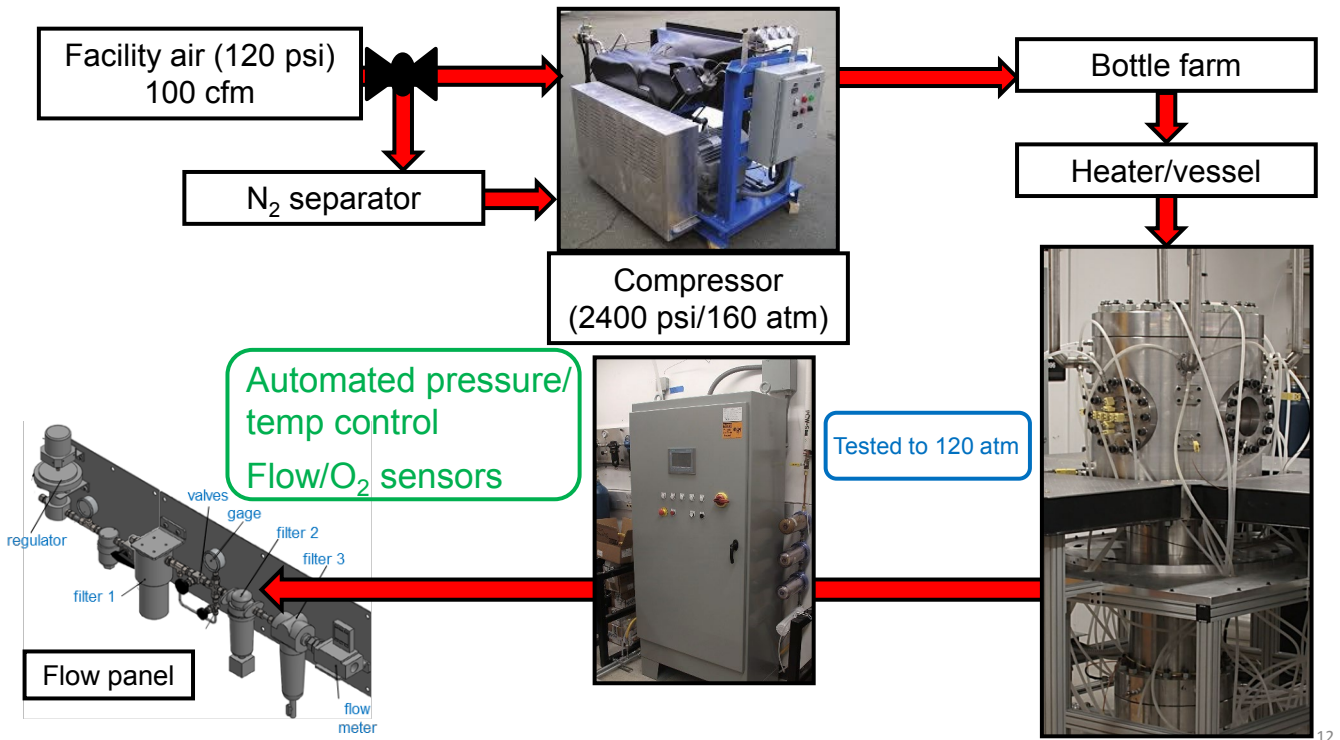 Facility air (120 psi)
100 cfm
Bottle farm
N₂ separator
Heater/vessel
Compressor
(2400 psi/160 atm)
Automated pressure/
temp control
Flow/O₂ sensors
Tested to 120 atm
valves
gage
regulator
filter 2
filter 3
filter 1
Flow panel
flow
meter
12